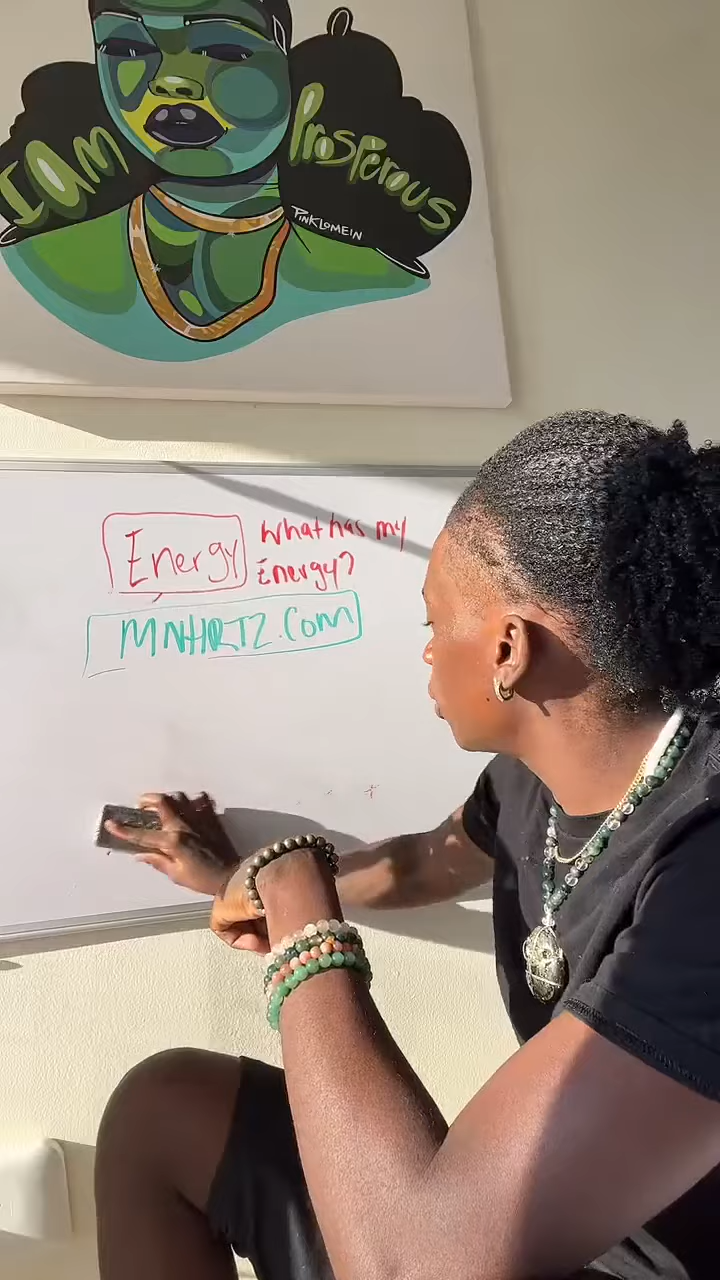 I AM Prosperous
PINKLOMEIN
Energy What has my
Energy?
MNHRTZ.Com